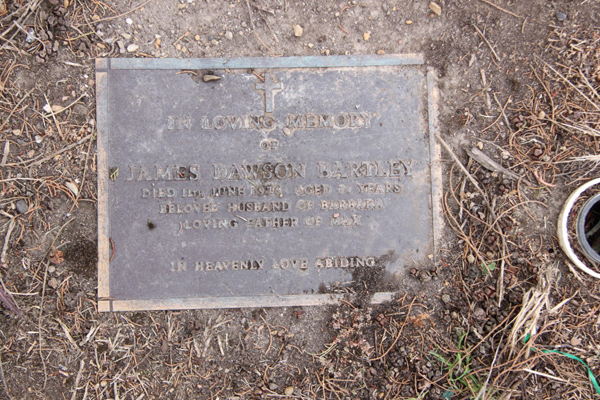 IN LOVING MEMORY
OF
JAMES DAWSON BARTLEY
DIED 1ST JUNE AGED YEARS
BELOVED HUSBAND OF BARBARA
LOVING FATHER OF MAX
IN HEAVENLY LOVE ABIDING.